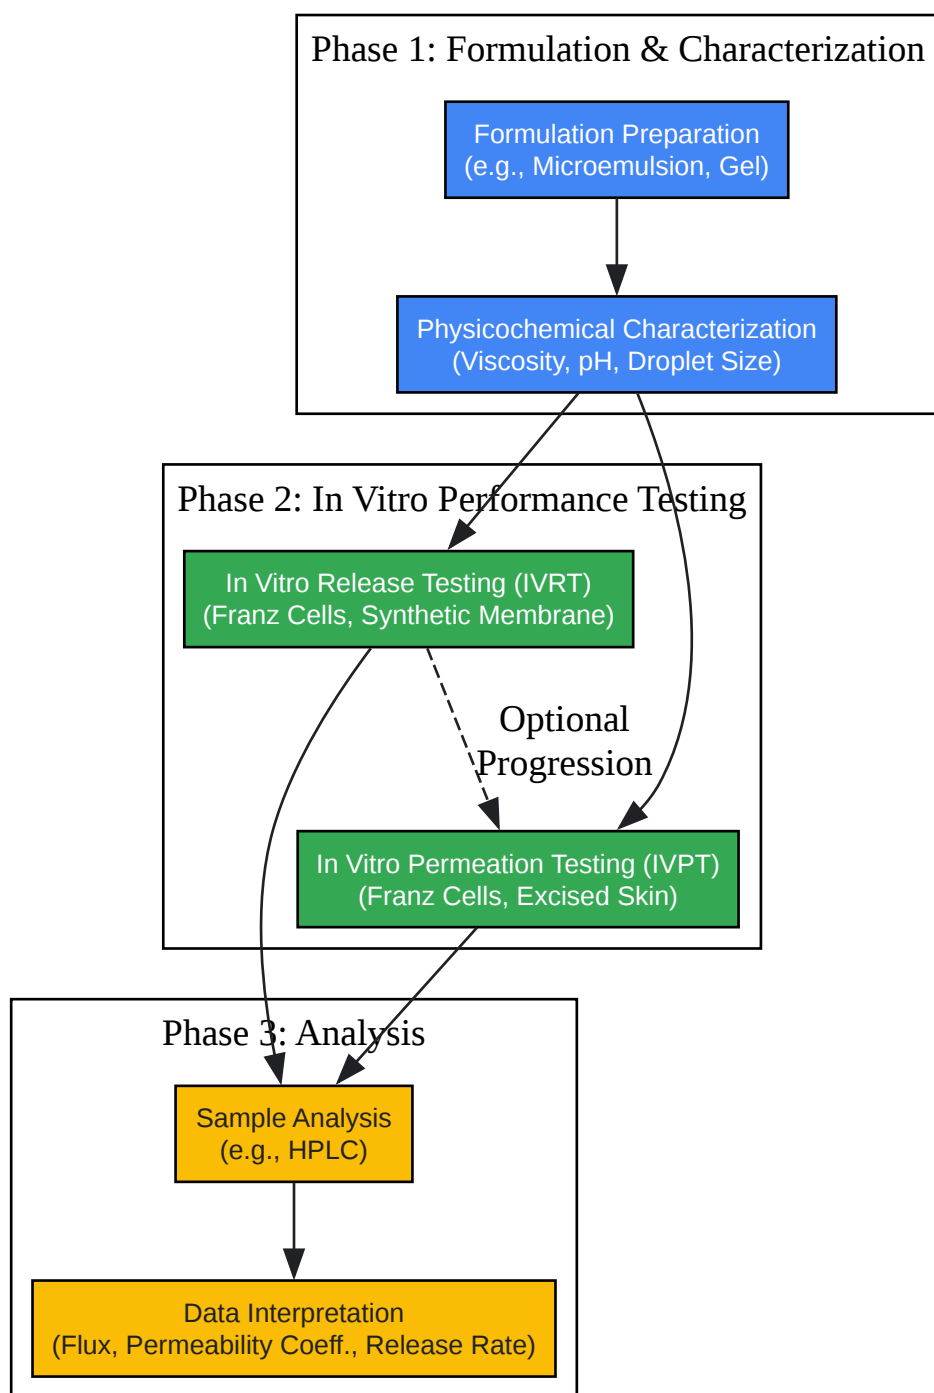 Phase 1: Formulation & Characterization
Formulation Preparation
(e.g., Microemulsion, Gel)
Physicochemical Characterization
(Viscosity, pH, Droplet Size)
Phase 2: In Vitro Performance Testing
In Vitro Release Testing (IVRT)
(Franz Cells, Synthetic Membrane)
Optional
Progression
In Vitro Permeation Testing (IVPT)
(Franz Cells, Excised Skin)
Phase 3: Analysis
Sample Analysis
(e.g., HPLC)
Data Interpretation
(Flux, Permeability Coeff., Release Rate)